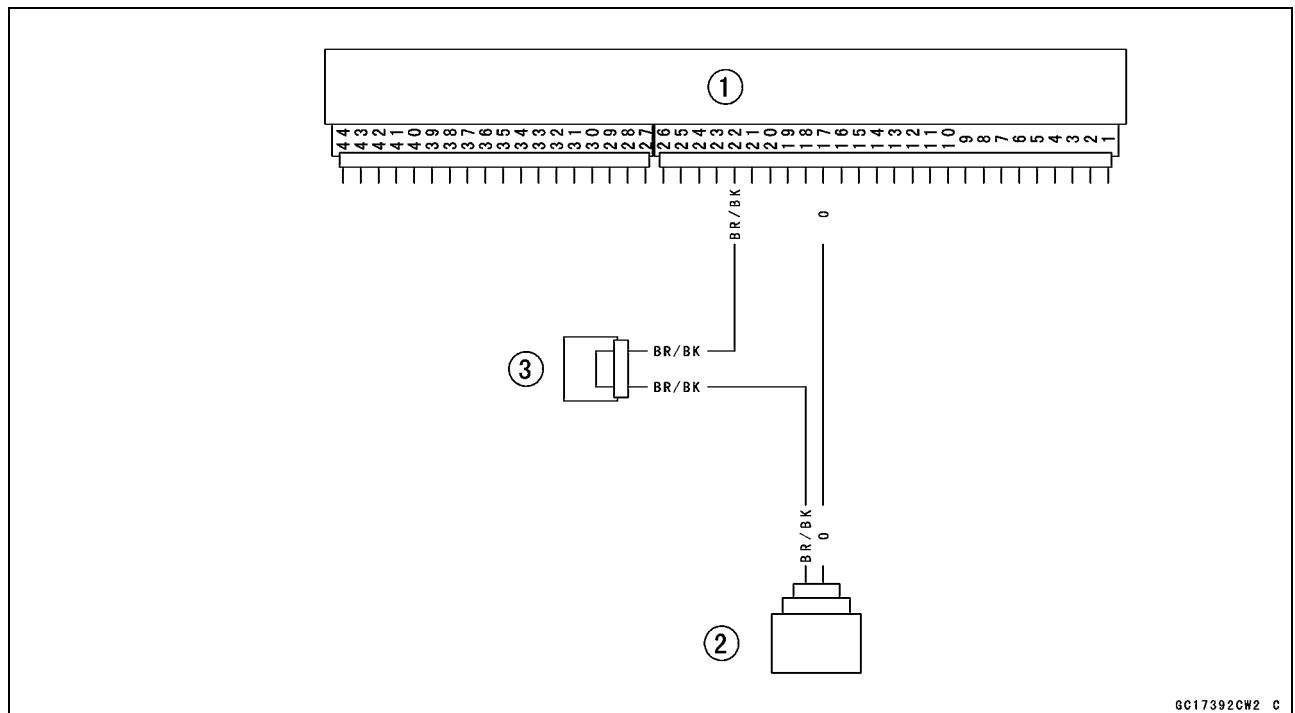 ①
44 43 42 41 40 39 38 37 36 35 34 33 32 31 30 29 28 27 26 25 24 23 22 21 20 19 18 17 16 15 14 13 12 11 10 9 8 7 6 5 4 3 2 1
BR/BK O
③ BR/BK
BR/BK
BR/BK O
②
GC17392CW2 C